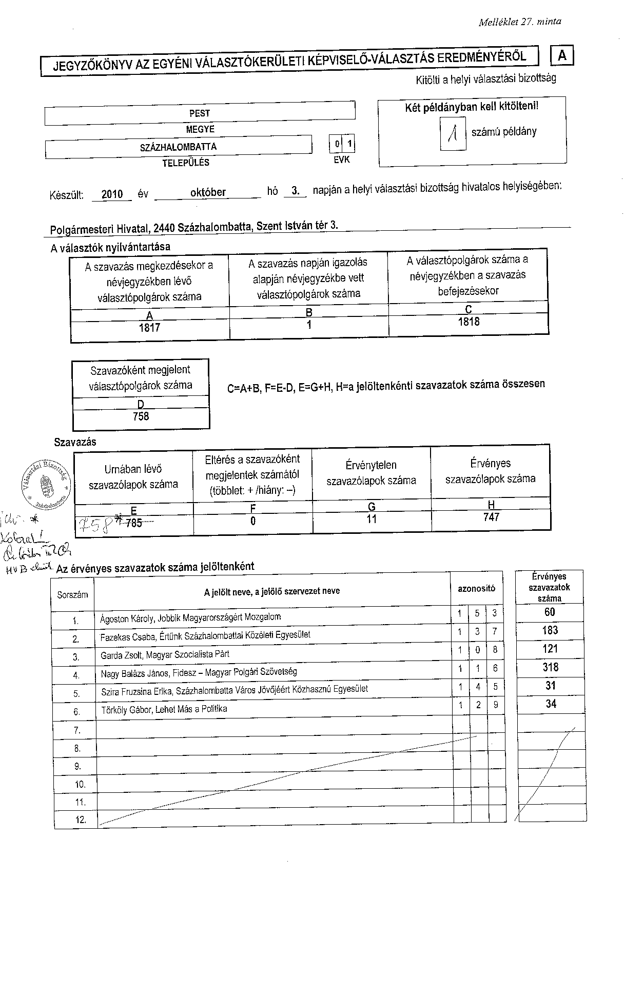 Melléklet 27. minta
JEGYZŐKÖNYV AZ EGYÉNI VÁLASZTÓKERÜLETI KÉPVISELŐ-VÁLASZTÁS EREDMÉNYÉRŐL A
Kitölti a helyi választási bizottság
PEST
MEGYE
SZÁZHALOMBATTA 0 1
TELEPÜLÉS EVK
Két példányban kell kitölteni!
1 számú példány
Készült: 2010 év október hó 3. napján a helyi választási bizottság hivatalos helyiségében:
Polgármesteri Hivatal, 2440 Százhalombatta, Szent István tér 3.
A választók nyilvántartása
A szavazás megkezdésekor a névjegyzékben lévő választópolgárok száma
A szavazás napján igazolás alapján névjegyzékbe vett választópolgárok száma
A választópolgárok száma a névjegyzékben a szavazás befejezésekor
A B C
1817 1 1818
Szavazóként megjelent
választópolgárok száma
D
758
C=A+B, F=E-D, E=G+H, H=a jelöltenkénti szavazatok száma összesen
Szavazás
Urnában lévő szavazólapok száma
Eltérés a szavazóként megjelentek számától (többlet: + /hiány: –)
Érvénytelen szavazólapok száma
Érvényes szavazólapok száma
E F G H
758 * 785 0 11 747
Választási Bizottság * Százhalombatta *
jav. *
HVB elnök
Az érvényes szavazatok száma jelöltenként
Sorszám A jelölt neve, a jelölő szervezet neve azonosító Érvényes szavazatok száma
1. Ágoston Károly, Jobbik Magyarországért Mozgalom 1 5 3 60
2. Fazekas Csaba, Értünk Százhalombattai Közéleti Egyesület 1 3 7 183
3. Garda Zsolt, Magyar Szocialista Párt 1 0 8 121
4. Nagy Balázs János, Fidesz – Magyar Polgári Szövetség 1 1 6 318
5. Szira Fruzsina Erika, Százhalombatta Város Jövőjéért Közhasznú Egyesület 1 4 5 31
6. Törköly Gábor, Lehet Más a Politika 1 2 9 34
7.
8.
9.
10.
11.
12.